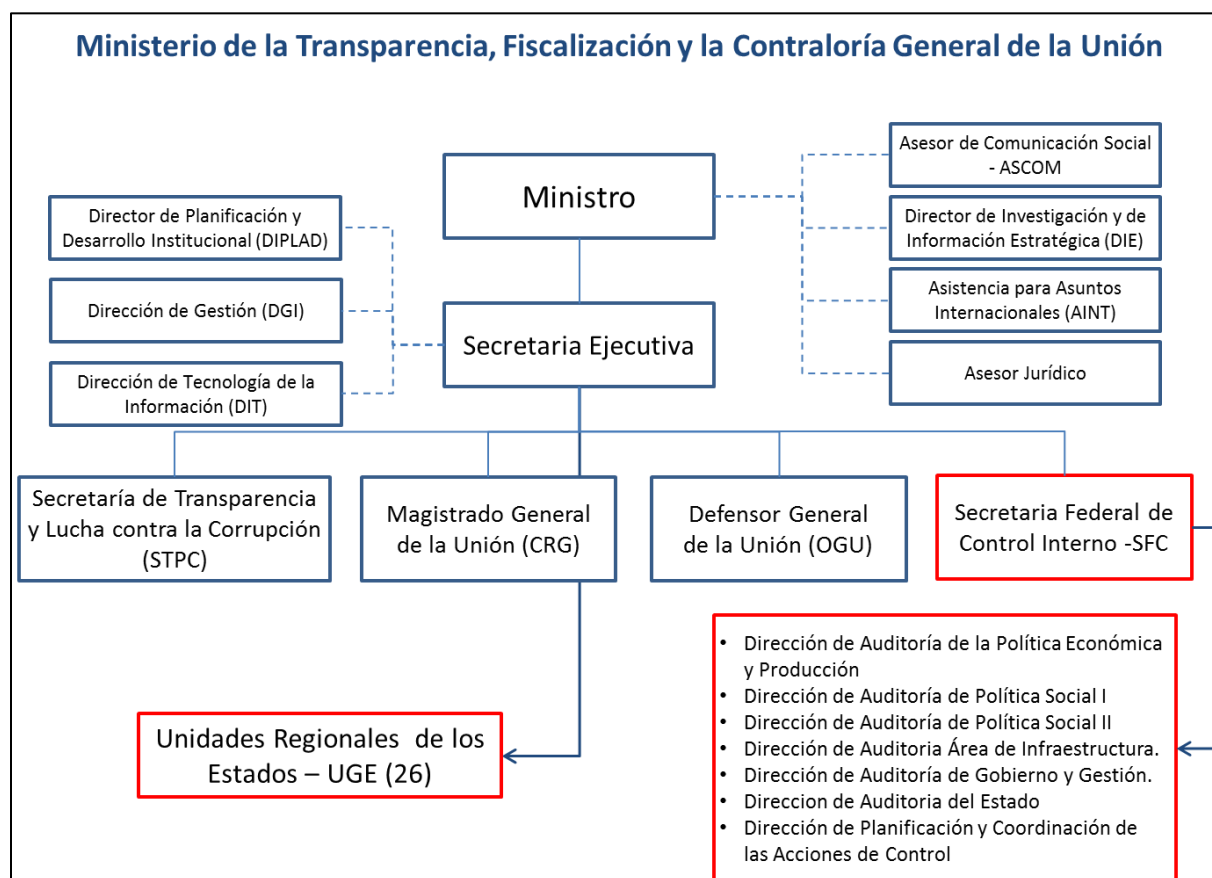 Ministerio de la Transparencia, Fiscalización y la Contraloría General de la Unión
Ministro
Asesor de Comunicación Social
- ASCOM
Director de Planificación y
Desarrollo Institucional (DIPLAD)
Director de Investigación y de
Información Estratégica (DIE)
Dirección de Gestión (DGI)
Asistencia para Asuntos
Internacionales (AINT)
Secretaria Ejecutiva
Dirección de Tecnología de la
Información (DIT)
Asesor Jurídico
Secretaría de Transparencia
y Lucha contra la Corrupción
(STPC)
Magistrado General
de la Unión (CRG)
Defensor General
de la Unión (OGU)
Secretaria Federal de
Control Interno -SFC
Unidades Regionales de los
Estados – UGE (26)
• Dirección de Auditoría de la Política Económica
y Producción
• Dirección de Auditoría de Política Social I
• Dirección de Auditoría de Política Social II
• Dirección de Auditoria Área de Infraestructura.
• Dirección de Auditoría de Gobierno y Gestión.
• Direccion de Auditoria del Estado
• Dirección de Planificación y Coordinación de
las Acciones de Control